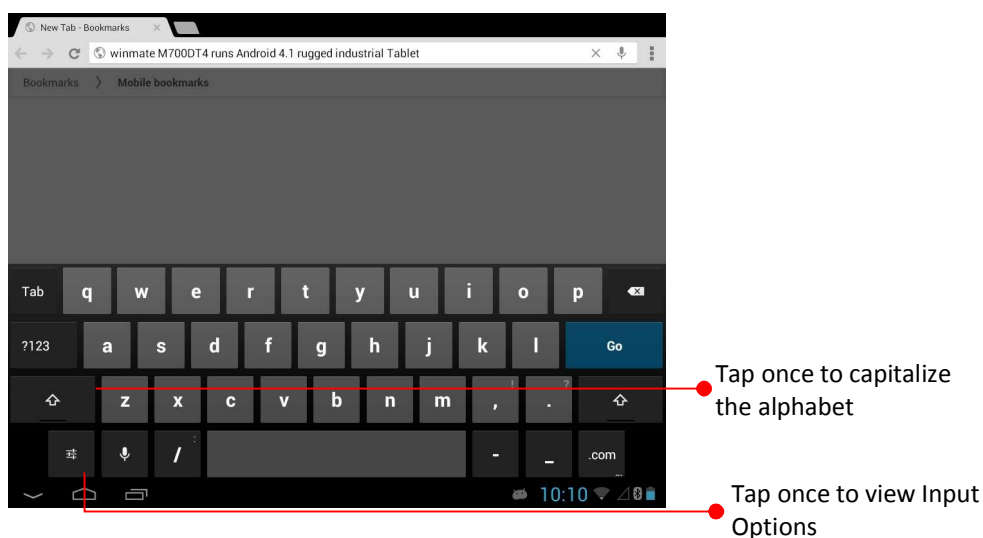 New Tab - Bookmarks
winmate M700DT4 runs Android 4.1 rugged industrial Tablet
Bookmarks > Mobile bookmarks
Tab q w e r t y u i o p
?123 a s d f g h j k l Go
z x c v b n m , ! . ?
/ : - _ .com ...
10:10
Tap once to capitalize
the alphabet
Tap once to view Input
Options